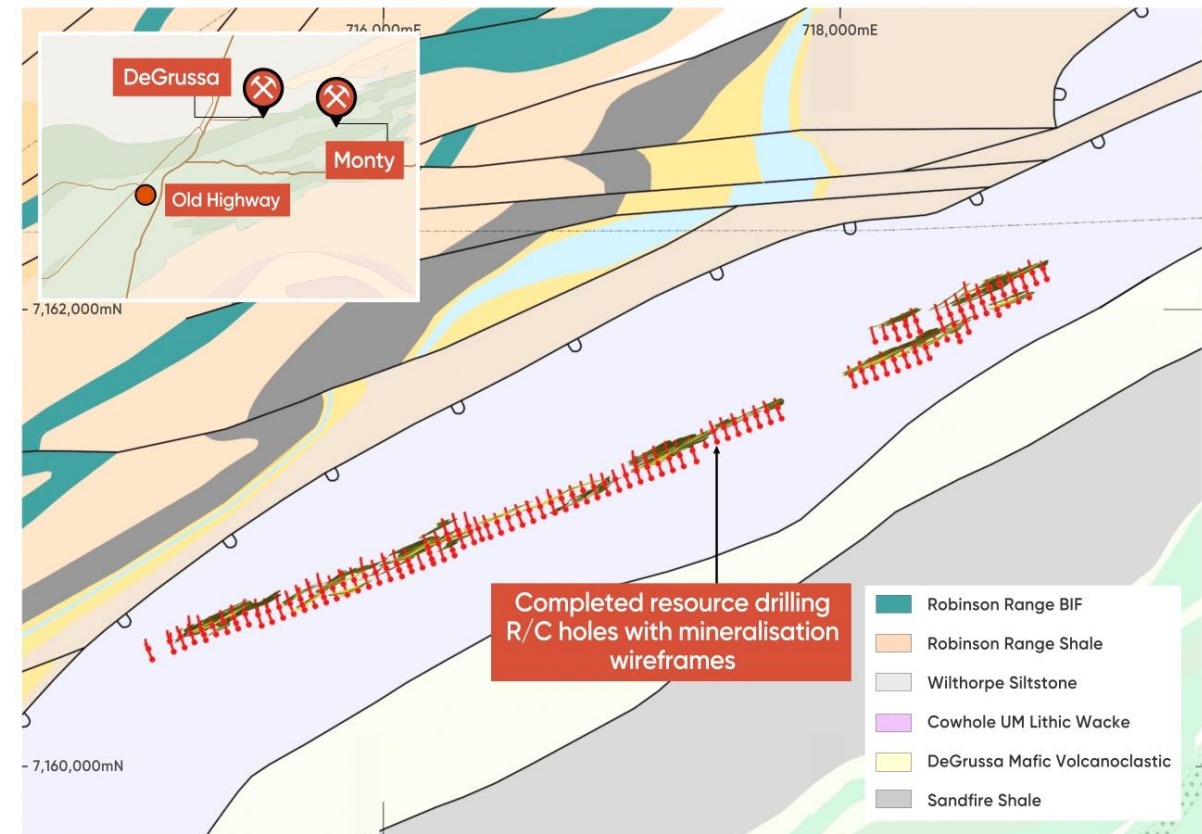 716,000mE
718,000mE
DeGrussa
Monty
Old Highway
7,162,000mN
Completed resource drilling
R/C holes with mineralisation
wireframes
7,160,000mN
Robinson Range BIF
Robinson Range Shale
Wilthorpe Siltstone
Cowhole UM Lithic Wacke
DeGrussa Mafic Volcanoclastic
Sandfire Shale